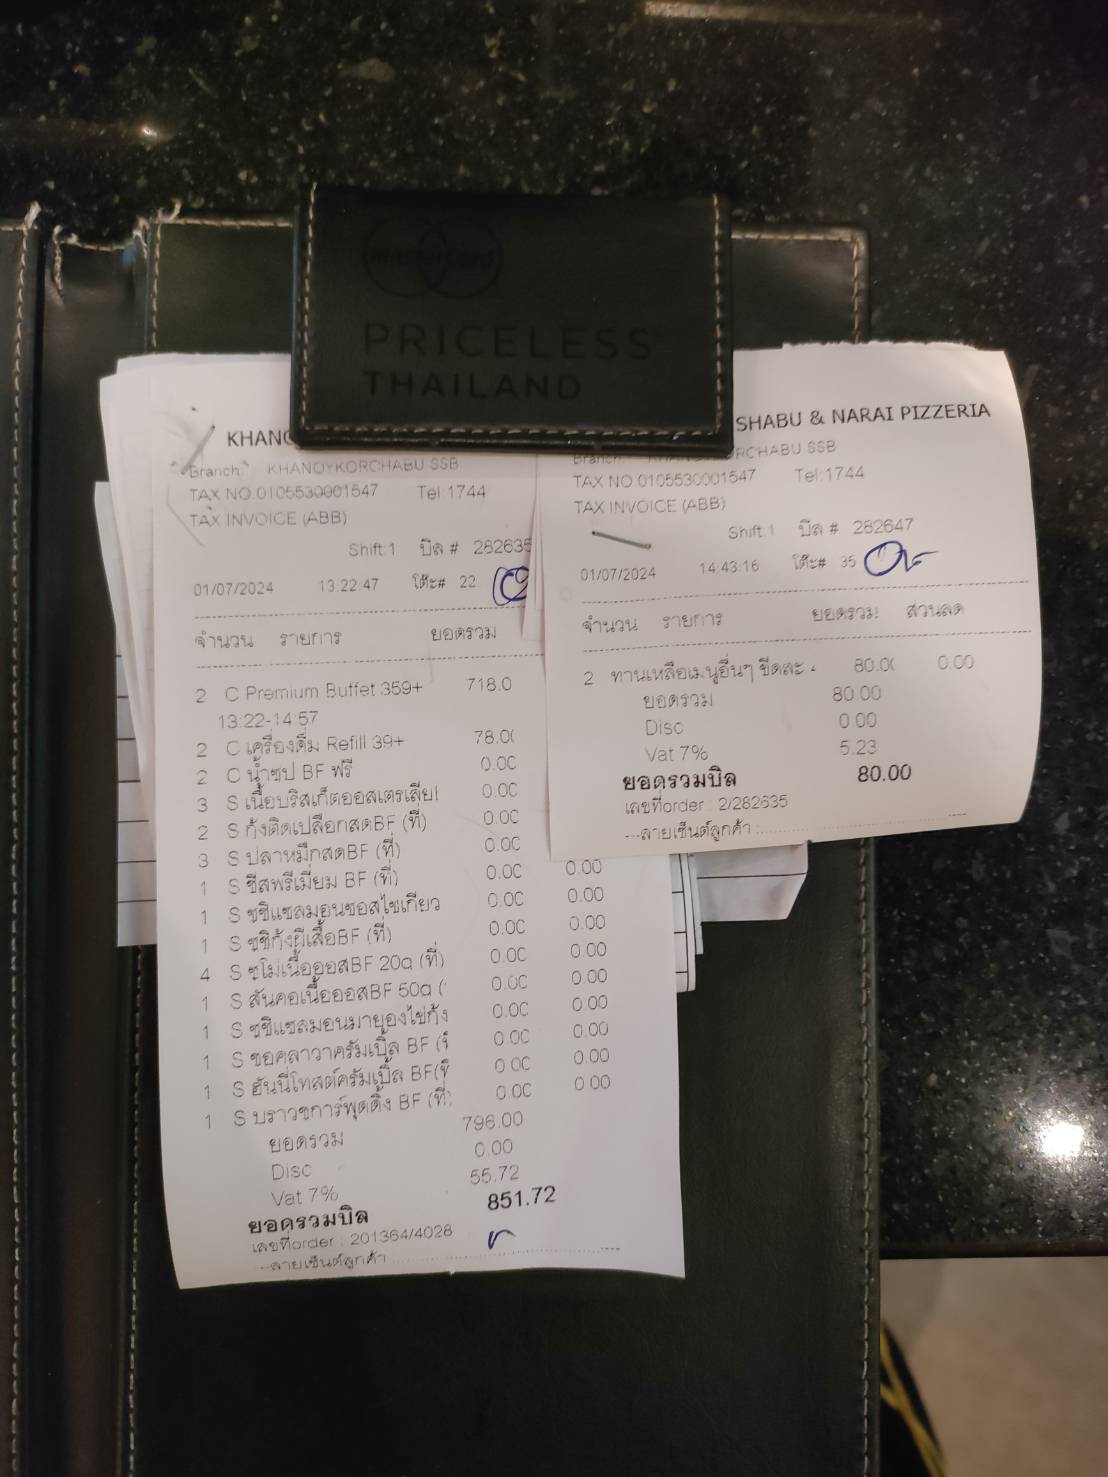 mastercard
PRICELESS
THAILAND
KHANO
Branch: KHANOYKORCHABU SSB
TAX NO.0105530001547 Tel:1744
TAX INVOICE (ABB)
Shift:1 บิล # 282635
01/07/2024 13:22:47 โต๊ะ# 22
จำนวน รายการ ยอดรวม
2 C Premium Buffet 359+ 718.0
13:22-14:57
2 C เครื่องดื่ม Refill 39+ 78.0
2 C น้ำซุป BF ฟรี 0.00
3 S เนื้อบริสเก็ตออสเตรเลีย 0.00
2 S กุ้งติดเปลือกสดBF (ที่) 0.00
3 S ปลาหมึกสดBF (ที่) 0.00
1 S ชีสพรีเมี่ยม BF (ที่) 0.00 0.00
1 S ซูชิแซลมอนซอสไข่เกียว 0.00 0.00
1 S ซูชิกุ้งผีเสื้อBF (ที่) 0.00 0.00
4 S ซูโม่เนื้อออสBF 20g (ที่) 0.00 0.00
1 S สันคอเนื้อออสBF 50g ( 0.00 0.00
1 S ซูชิแซลมอนมายองไข่กุ้ง 0.00 0.00
1 S ชอคลาวาครัมเบิ้ล BF ( 0.00 0.00
1 S ฮันนี่โทสต์ครัมเบิ้ล BF( 0.00 0.00
1 S บราวชูการ์พุดดิ้ง BF (ที่) 0.00 0.00
ยอดรวม 796.00
Disc 0.00
Vat 7% 55.72
ยอดรวมบิล 851.72
เลขที่order : 201364/4028
---ลายเซ็นต์ลูกค้า
SHABU & NARAI PIZZERIA
RCHABU SSB
TAX NO.0105530001547 Tel:1744
TAX INVOICE (ABB)
Shift:1 บิล # 282647
01/07/2024 14:43:16 โต๊ะ# 35
จำนวน รายการ ยอดรวม ส่วนลด
2 ทานเหลือเมนูอื่นๆ ขีดละ 80.00 0.00
ยอดรวม 80.00
Disc 0.00
Vat 7% 5.23
ยอดรวมบิล 80.00
เลขที่order : 2/282635
---ลายเซ็นต์ลูกค้า :